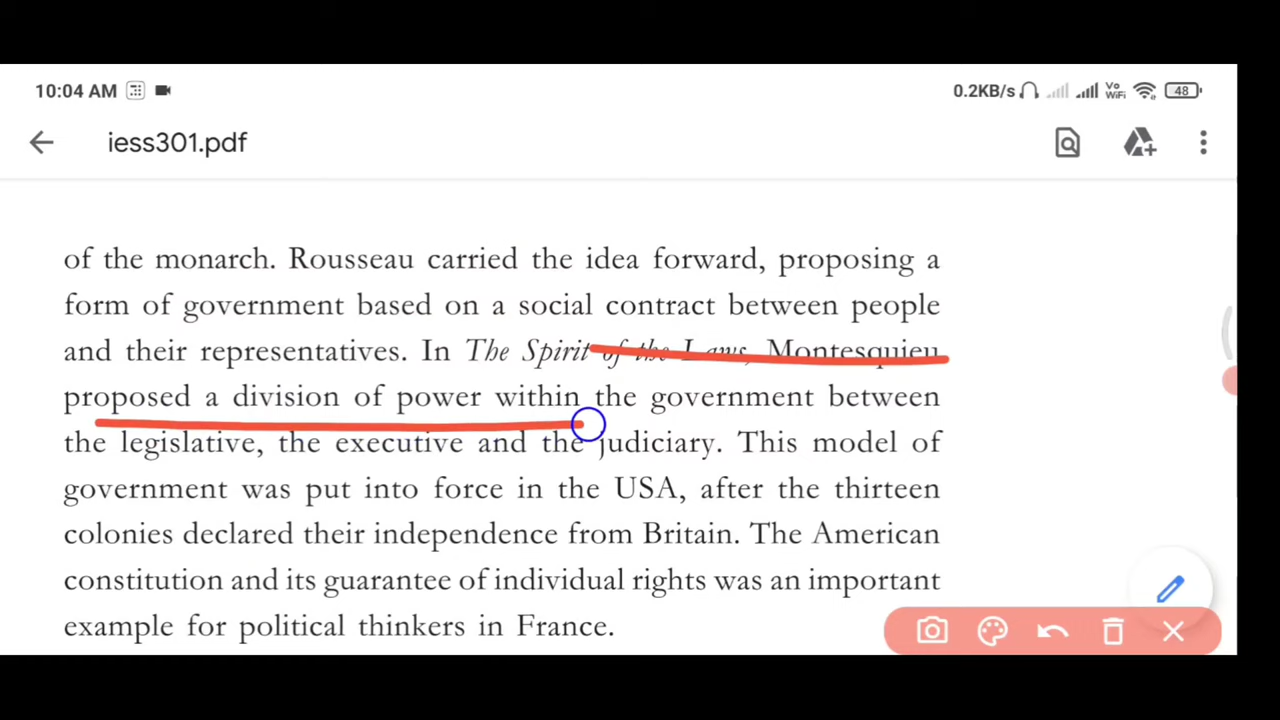 10:04 AM
0.2KB/s Vo WiFi 48
iess301.pdf
of the monarch. Rousseau carried the idea forward, proposing a
form of government based on a social contract between people
and their representatives. In The Spirit of the Laws, Montesquieu
proposed a division of power within the government between
the legislative, the executive and the judiciary. This model of
government was put into force in the USA, after the thirteen
colonies declared their independence from Britain. The American
constitution and its guarantee of individual rights was an important
example for political thinkers in France.